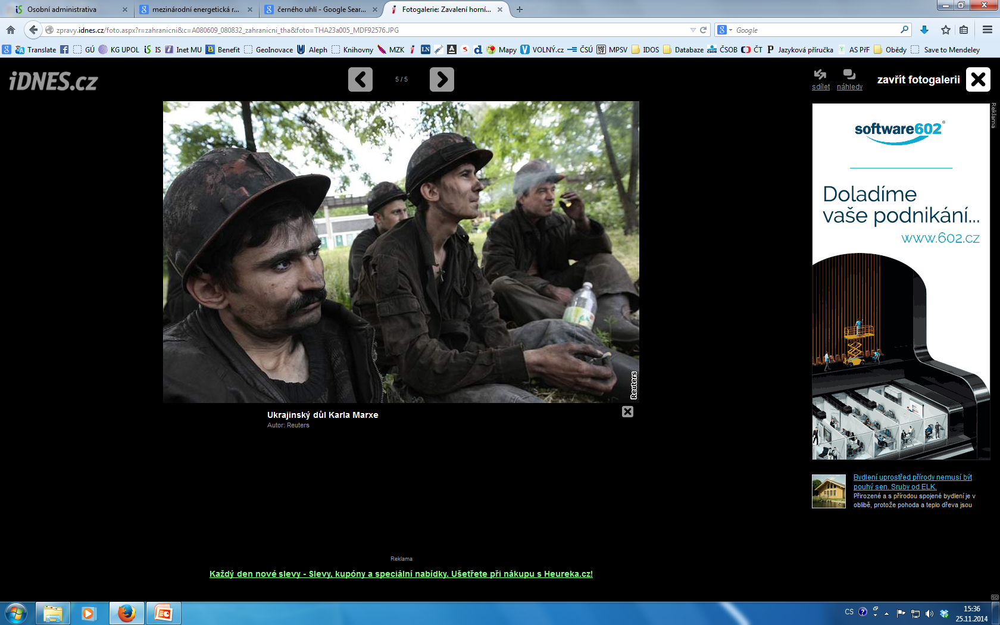 Osobní administrativa
mezinárodní energetická r...
černého uhlí - Google Sear...
Fotogalerie: Zavalení horní...
zpravy.idnes.cz/foto.aspx?r=zahranicni&c=A080609_080832_zahranicni_tha&foto=THA23a005_MDF92576.JPG
Google
Translate GÚ KG UPOL IS Inet MU Benefit GeoInovace Aleph Knihovny MZK LN Mapy VOLNÝ.cz ČSÚ MPSV IDOS Database ČSOB ČT Jazyková příručka AS PřF Obědy Save to Mendeley
iDNES.cz
5 / 5
sdílet
náhledy
zavřít fotogalerii
Reklama
software602®
Doladíme
vaše podnikání...
www.602.cz
Reuters
Ukrajinský důl Karla Marxe
Autor: Reuters
Bydlení uprostřed přírody nemusí být
pouhý sen. Sruby od ELK.
Přirozené a s přírodou spojené bydlení je v
oblibě, protože pohoda a teplo dřeva jsou
Reklama
Každý den nové slevy - Slevy, kupóny a speciální nabídky. Ušetřete při nákupu s Heureka.cz!
CS
15:36
25.11.2014